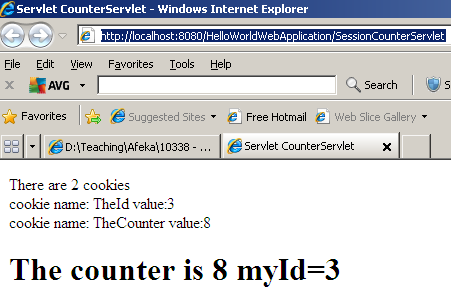 Servlet CounterServlet - Windows Internet Explorer
http://localhost:8080/HelloWorldWebApplication/SessionCounterServlet
File Edit View Favorites Tools Help
x AVG Search
Favorites Suggested Sites Free Hotmail Web Slice Gallery
D:\Teaching\Afeka\10338 - ... Servlet CounterServlet x
There are 2 cookies
cookie name: TheId value:3
cookie name: TheCounter value:8
The counter is 8 myId=3